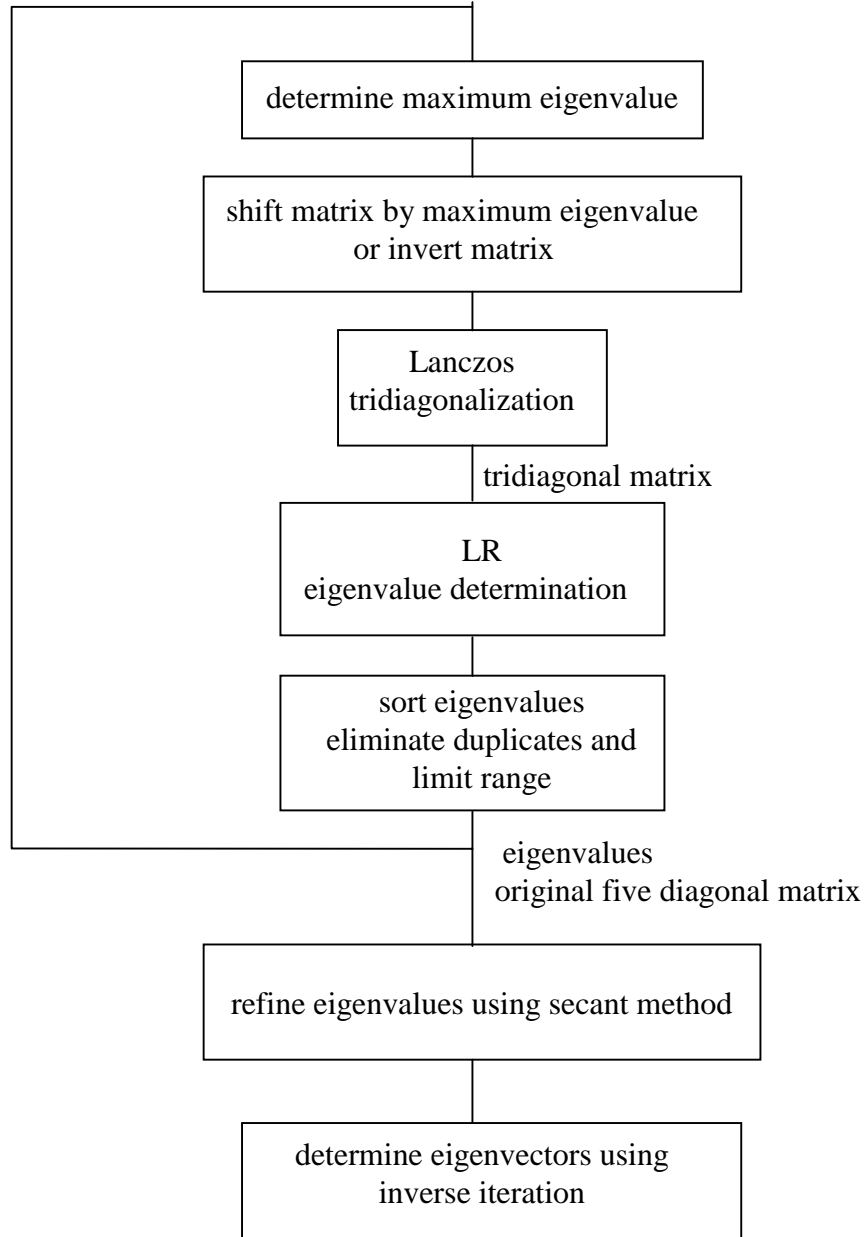 determine maximum eigenvalue
shift matrix by maximum eigenvalue
or invert matrix
Lanczos
tridiagonalization
tridiagonal matrix
LR
eigenvalue determination
sort eigenvalues
eliminate duplicates and
limit range
eigenvalues
original five diagonal matrix
refine eigenvalues using secant method
determine eigenvectors using
inverse iteration